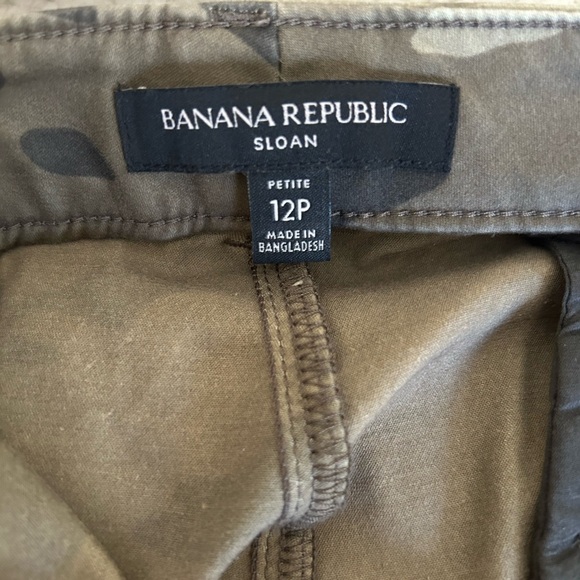 BANANA REPUBLIC
SLOAN
PETITE
12P
MADE IN
BANGLADESH